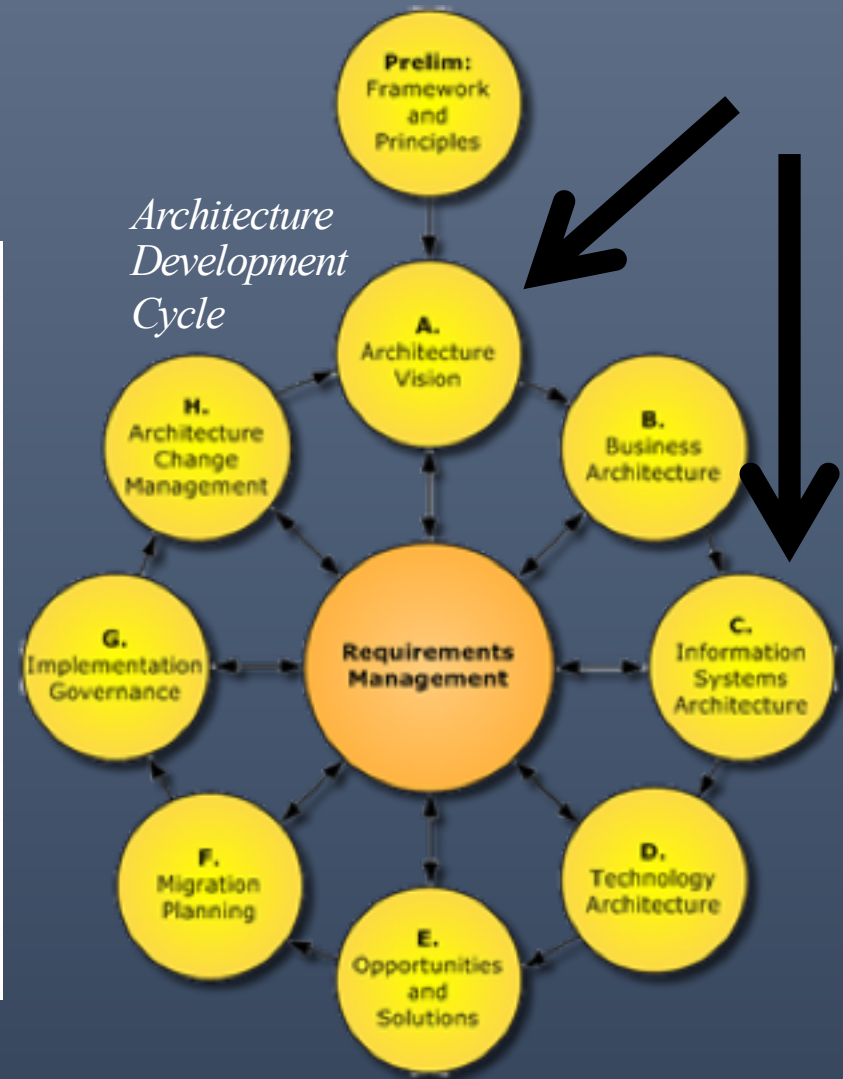 Prelim:
Framework
and
Principles
Architecture
Development
Cycle
A.
Architecture
Vision
B.
Business
Architecture
C.
Information
Systems
Architecture
D.
Technology
Architecture
E.
Opportunities
and
Solutions
F.
Migration
Planning
G.
Implementation
Governance
H.
Architecture
Change
Management
Requirements
Management